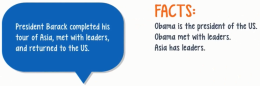 President Barack completed his
tour of Asia, met with leaders,
and returned to the US.
FACTS:
Obama is the president of the US.
Obama met with leaders.
Asia has leaders.